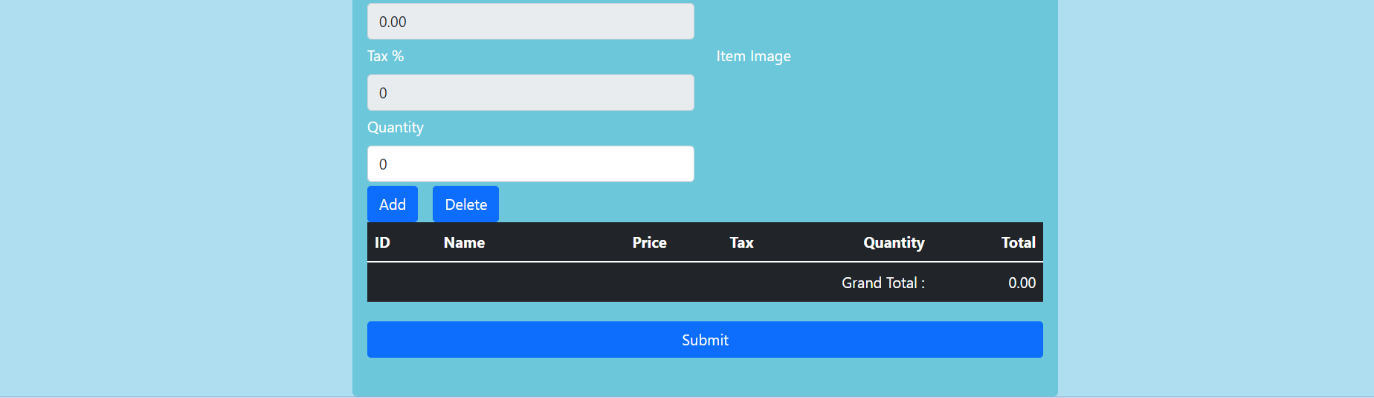 0.00
Tax % Item Image
0
Quantity
0
Add Delete
ID Name Price Tax Quantity Total
Grand Total : 0.00
Submit